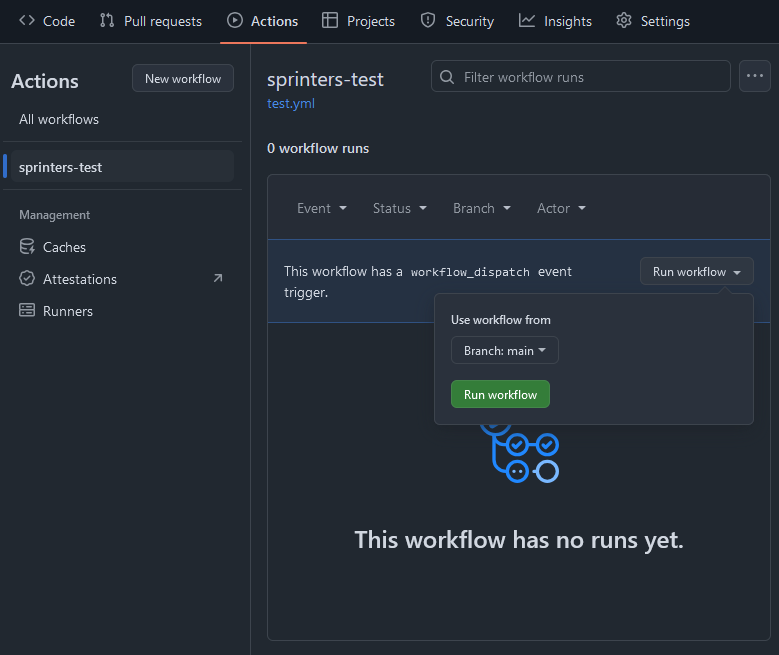 Code Pull requests Actions Projects Security Insights Settings
Actions
New workflow
All workflows
sprinters-test
Management
Caches
Attestations
Runners
sprinters-test
test.yml
Filter workflow runs
0 workflow runs
Event Status Branch Actor
This workflow has a workflow_dispatch event
trigger.
Run workflow
Use workflow from
Branch: main
Run workflow
This workflow has no runs yet.